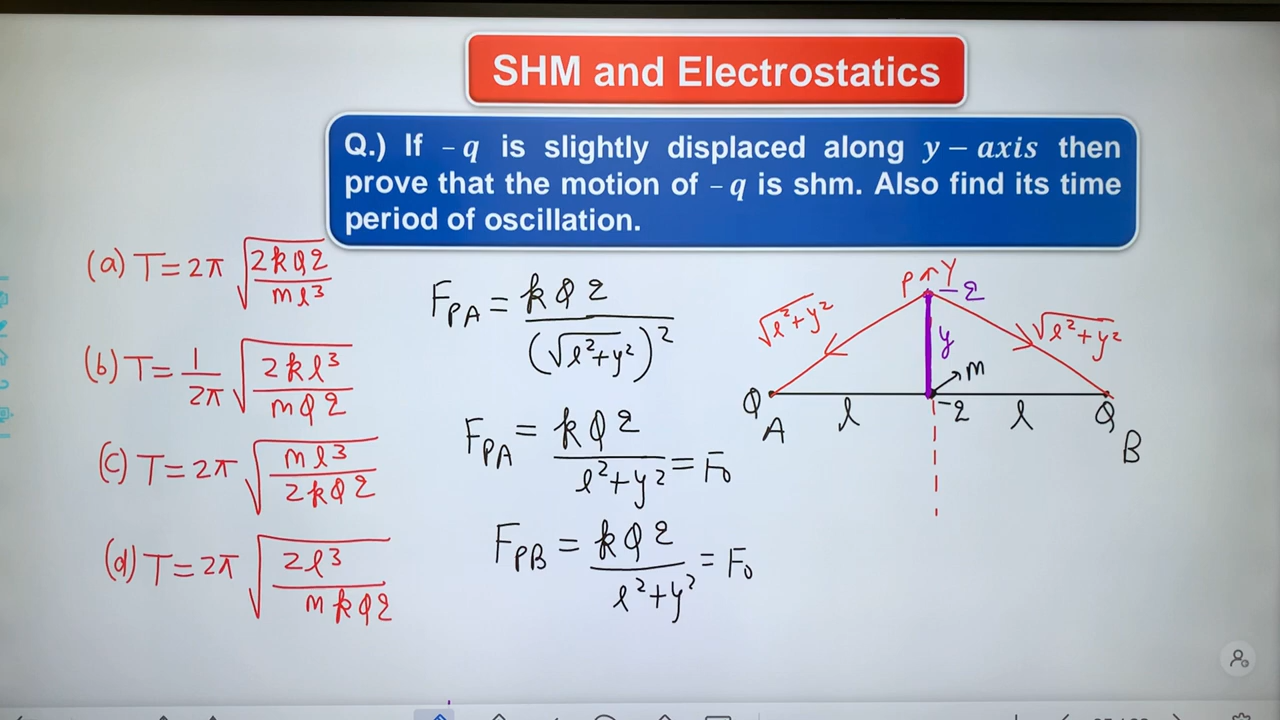 SHM and Electrostatics
Q.) If -q is slightly displaced along y - axis then
prove that the motion of -q is shm. Also find its time
period of oscillation.
(a) T = 2π √(2kQq / ml³)
(b) T = 1/2π √(2kl³ / mQq)
(c) T = 2π √(ml³ / 2kQq)
(d) T = 2π √(2l³ / mkQq)
F_PA = kQq / (√l²+y²)²
F_PA = kQq / l²+y² = F₀
F_PB = kQq / l²+y² = F₀
P Y
-q
√l²+y²
√l²+y²
y
m
Q
-q
Q
A
l
l
B